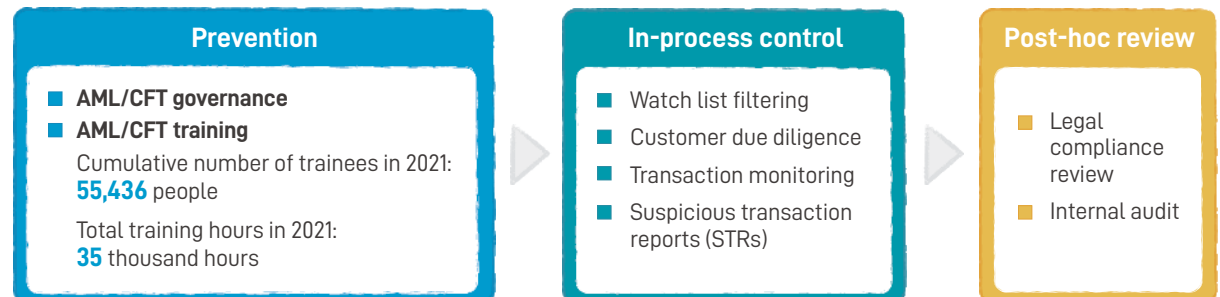 Prevention
AML/CFT governance
AML/CFT training
Cumulative number of trainees in 2021:
55,436 people
Total training hours in 2021:
35 thousand hours
In-process control
Watch list filtering
Customer due diligence
Transaction monitoring
Suspicious transaction
reports (STRs)
Post-hoc review
Legal
compliance
review
Internal audit